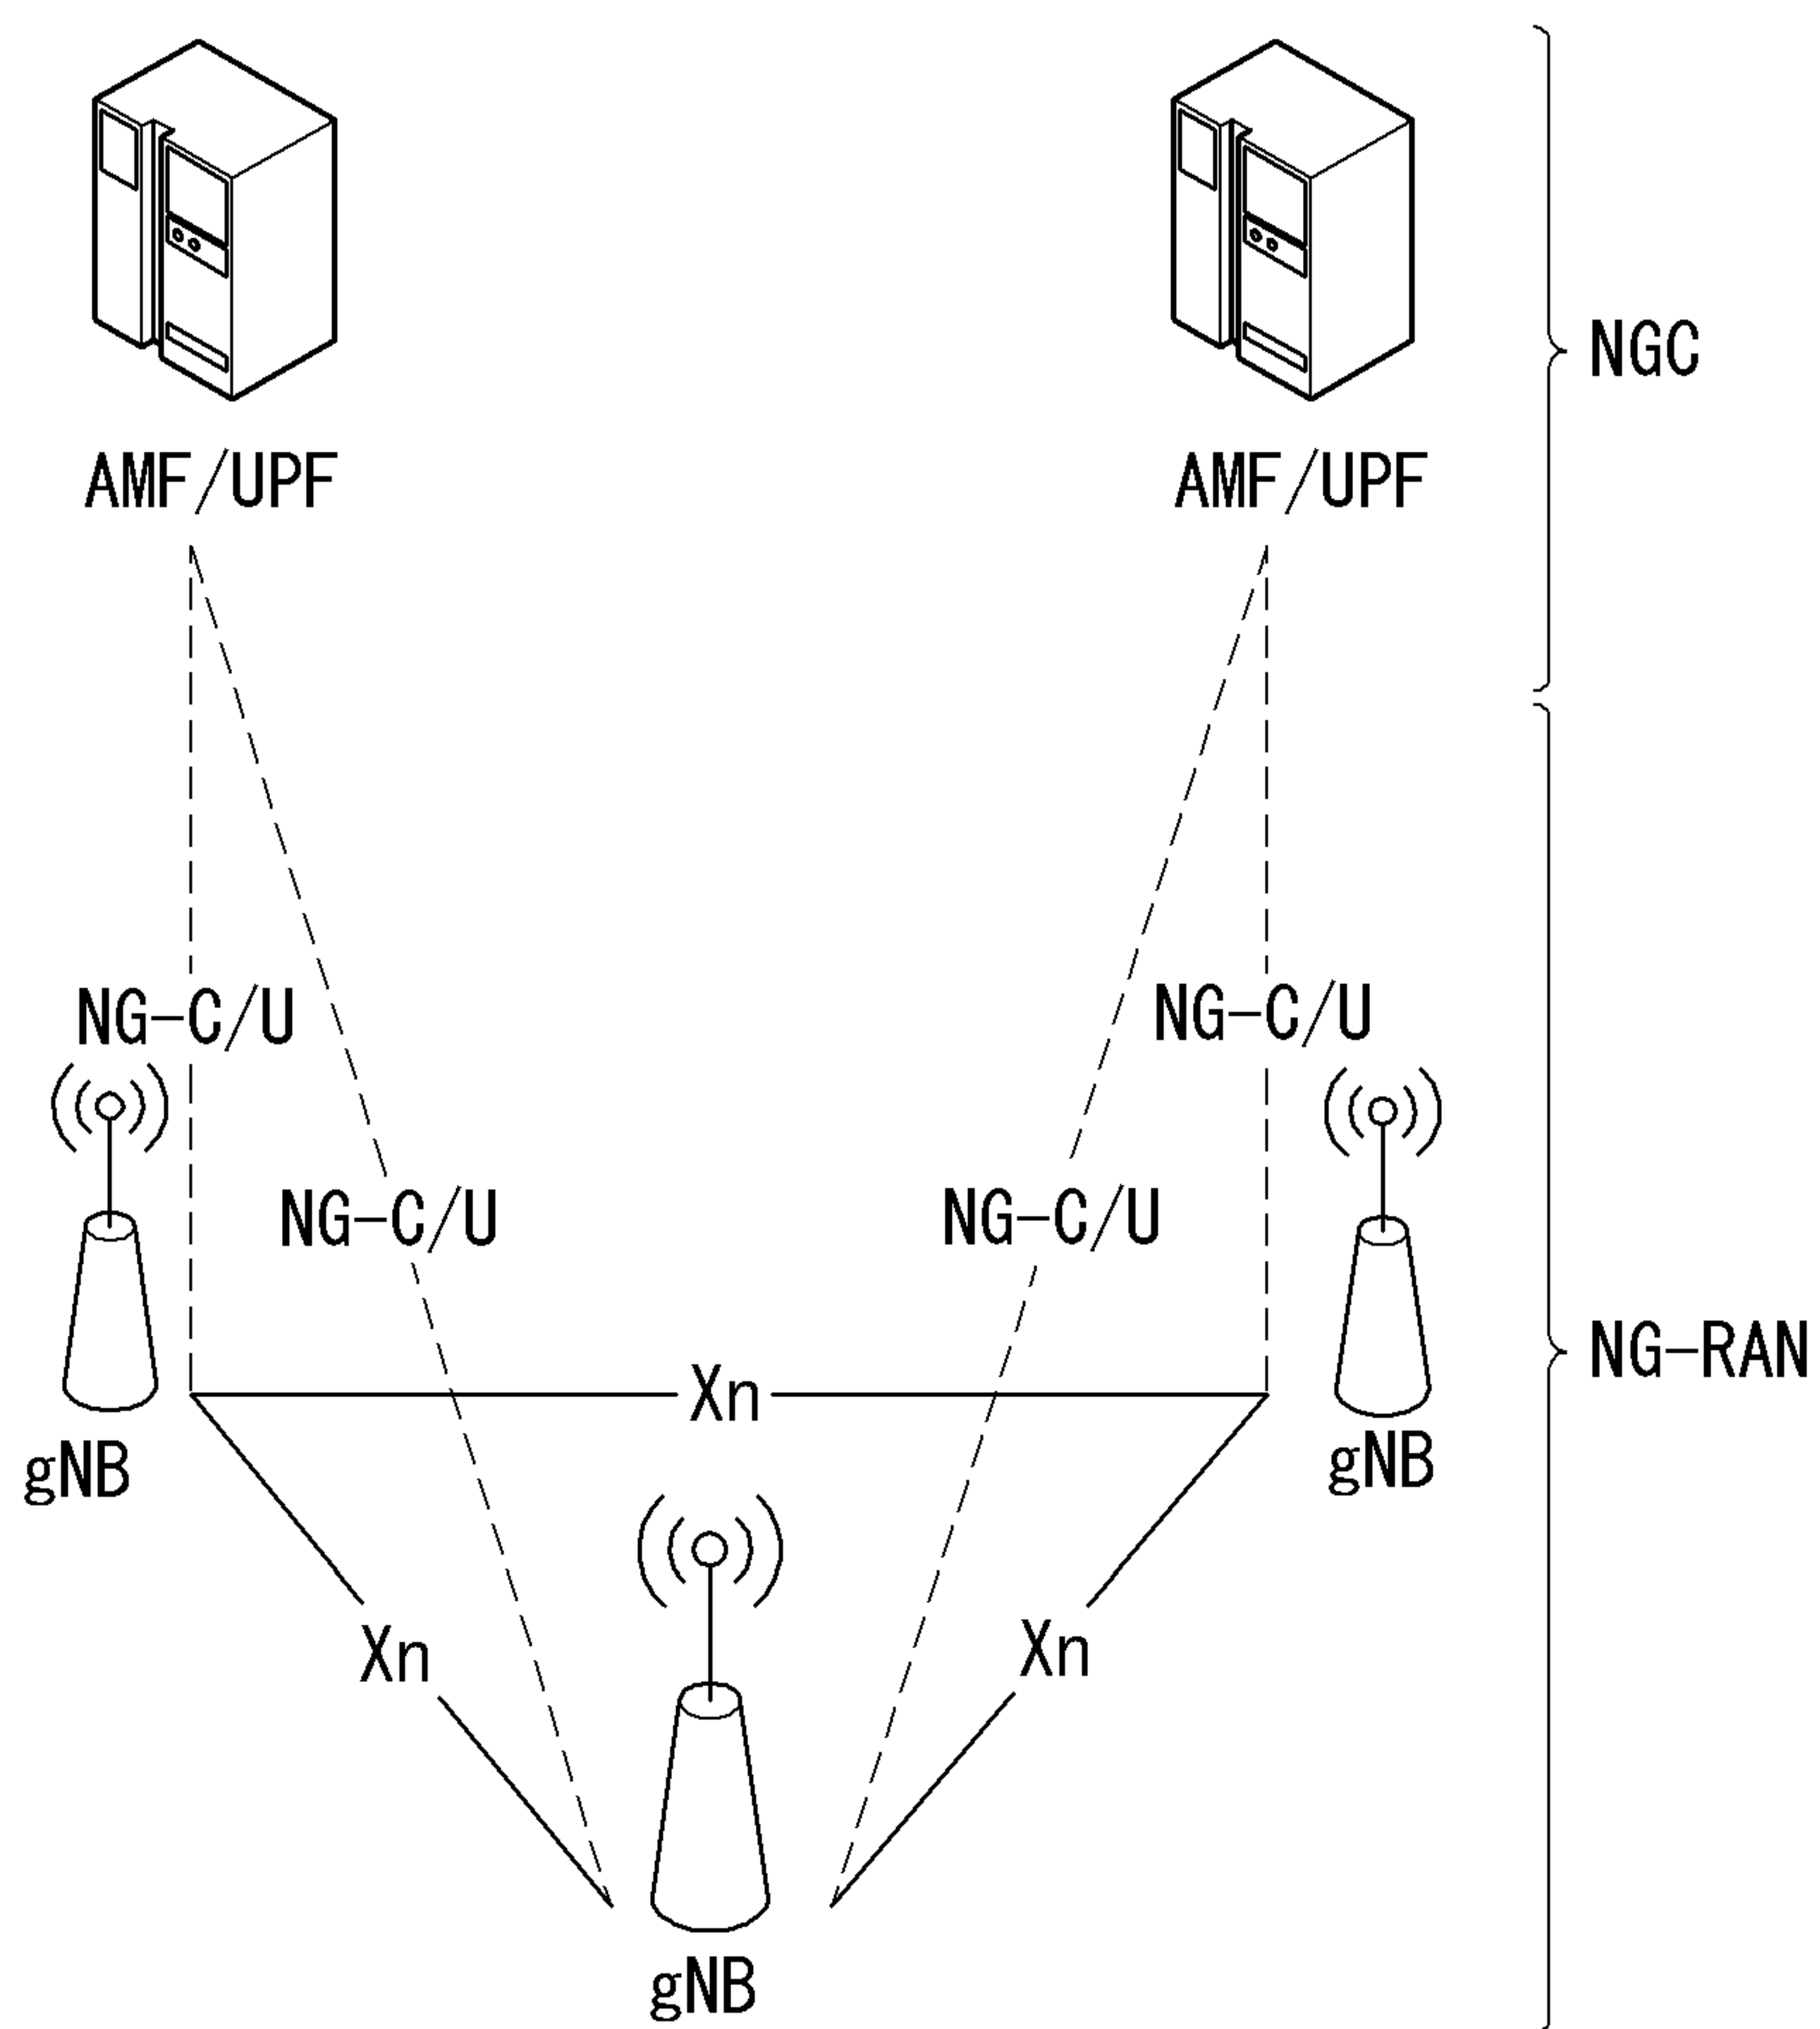 NGC
AMF/UPF
AMF/UPF
NG-C/U
NG-C/U
NG-C/U
NG-C/U
NG-RAN
Xn
gNB
gNB
Xn
Xn
gNB